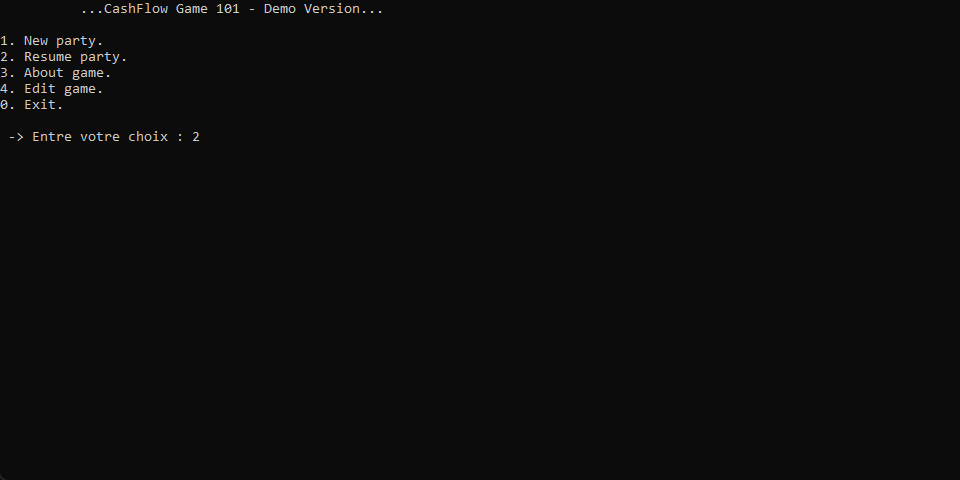 ...CashFlow Game 101 - Demo Version...
1. New party.
2. Resume party.
3. About game.
4. Edit game.
0. Exit.
-> Entre votre choix : 2